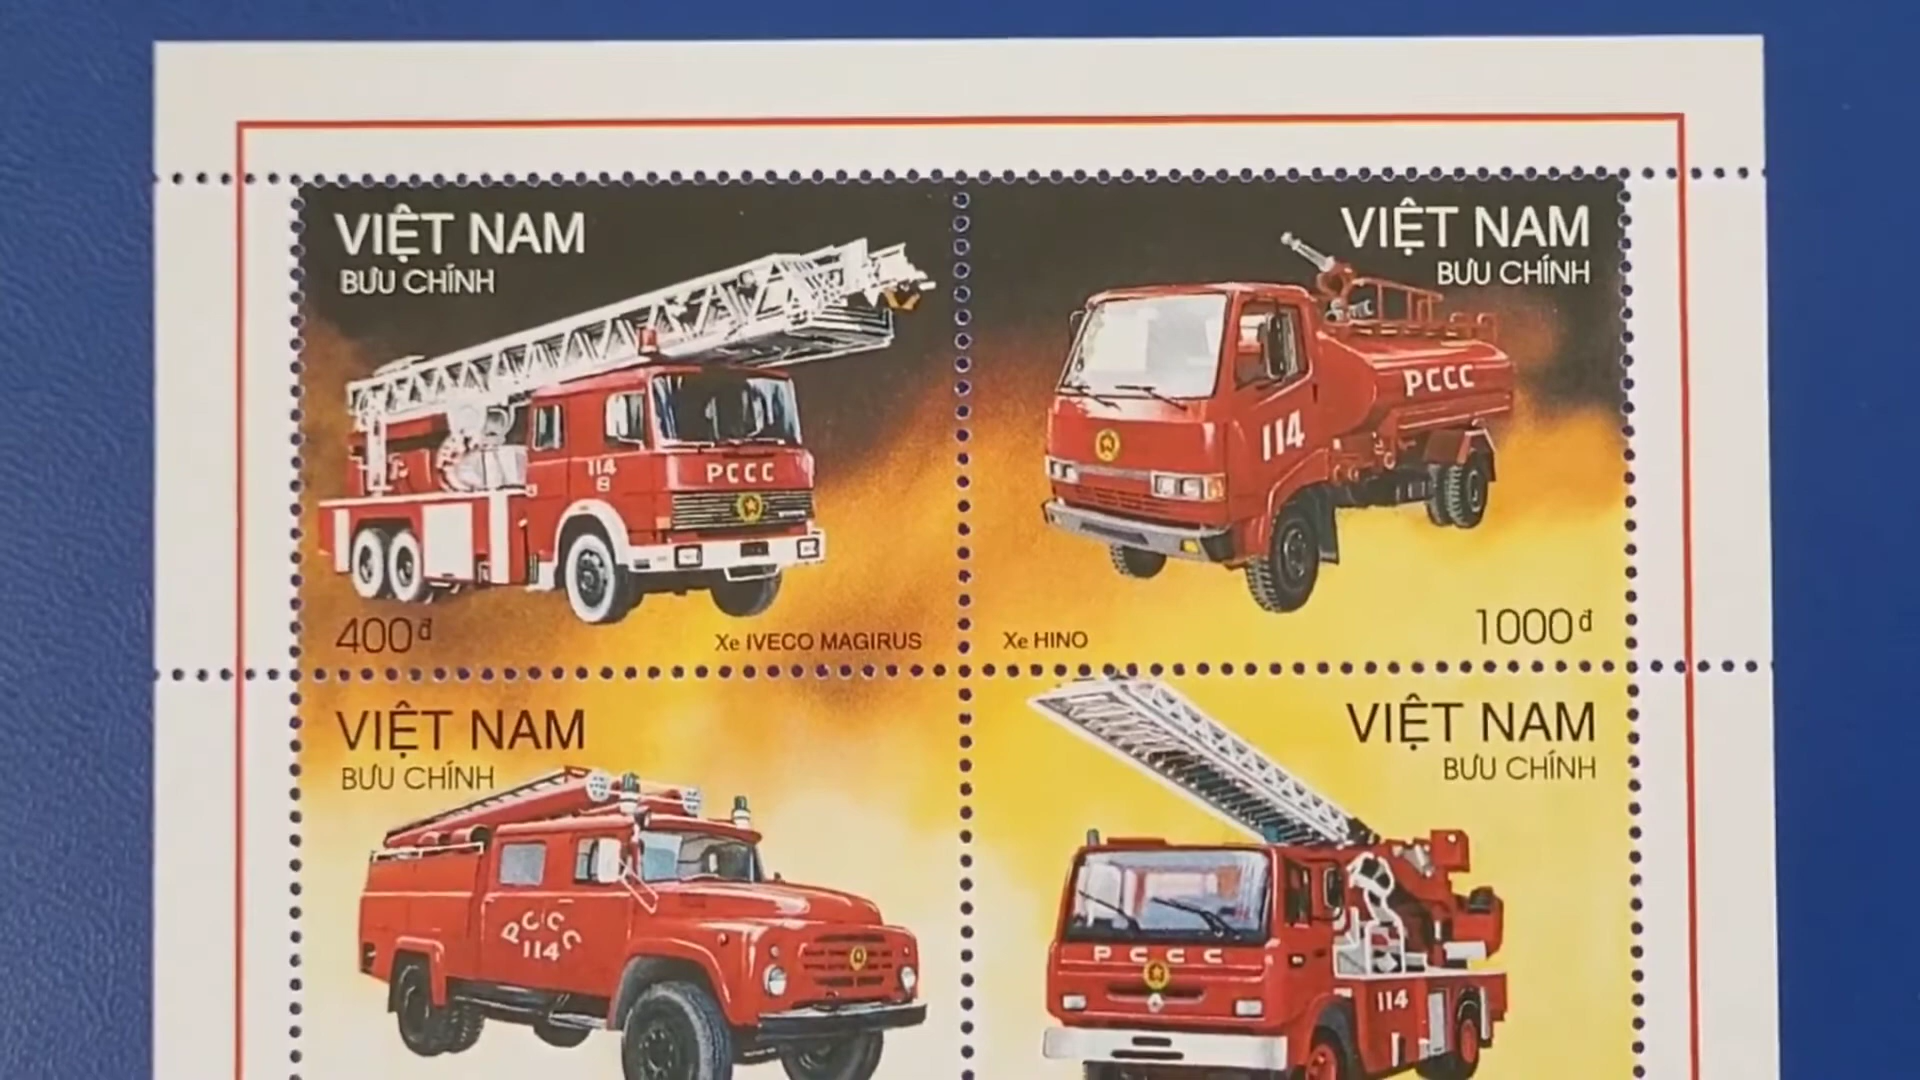 VIỆT NAM
BƯU CHÍNH
114
PCCC
400đ
Xe IVECO MAGIRUS
VIỆT NAM
BƯU CHÍNH
PCCC
114
Xe HINO
1000đ
VIỆT NAM
BƯU CHÍNH
PCCC
114
VIỆT NAM
BƯU CHÍNH
PCCC
114